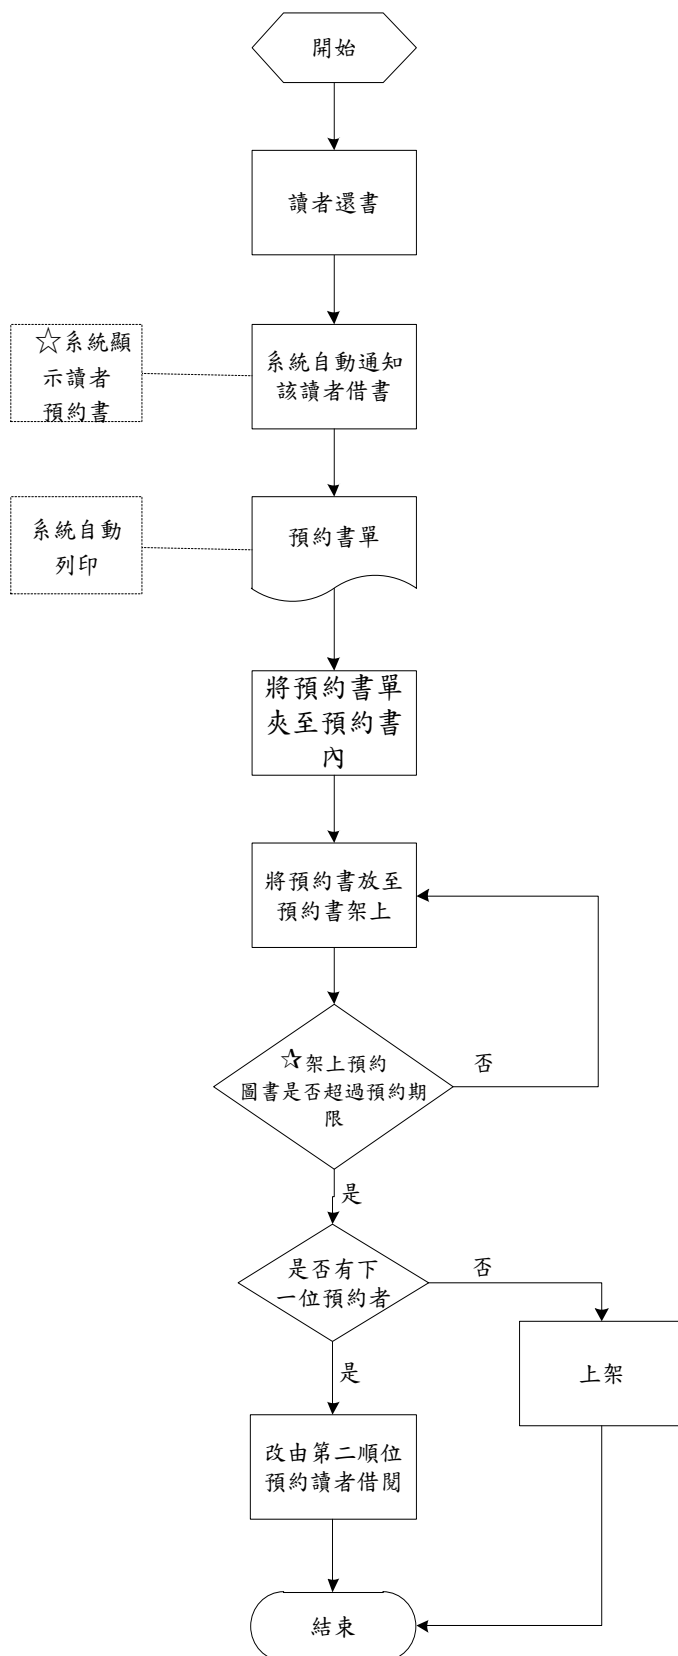 開始
讀者還書
☆系統顯
示讀者
預約書
系統自動通知
該讀者借書
系統自動
列印
預約書單
將預約書單
夾至預約書
內
將預約書放至
預約書架上
☆架上預約
圖書是否超過預約期
限
否
是
是否有下
一位預約者
否
上架
是
改由第二順位
預約讀者借閱
結束